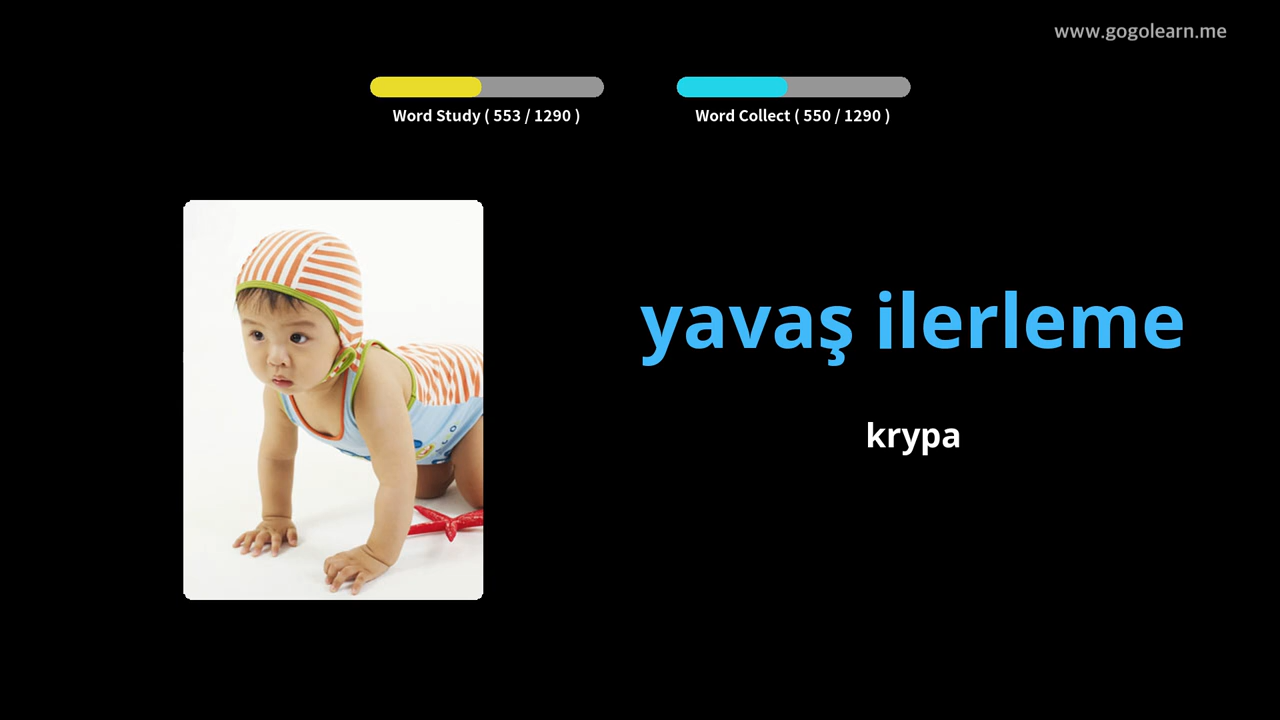 www.gogolearn.me
Word Study ( 553 / 1290 )
Word Collect ( 550 / 1290 )
yavaş ilerleme
krypa